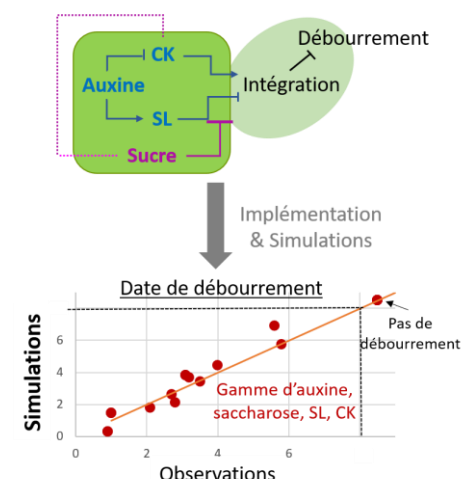 Débourrement
CK
Auxine
Intégration
SL
Sucre
Implémentation
& Simulations
Date de débourrement
Pas de
débourrement
Simulations
6
4
2
0
Gamme d'auxine,
saccharose, SL, CK
0 2 4 6
Observations